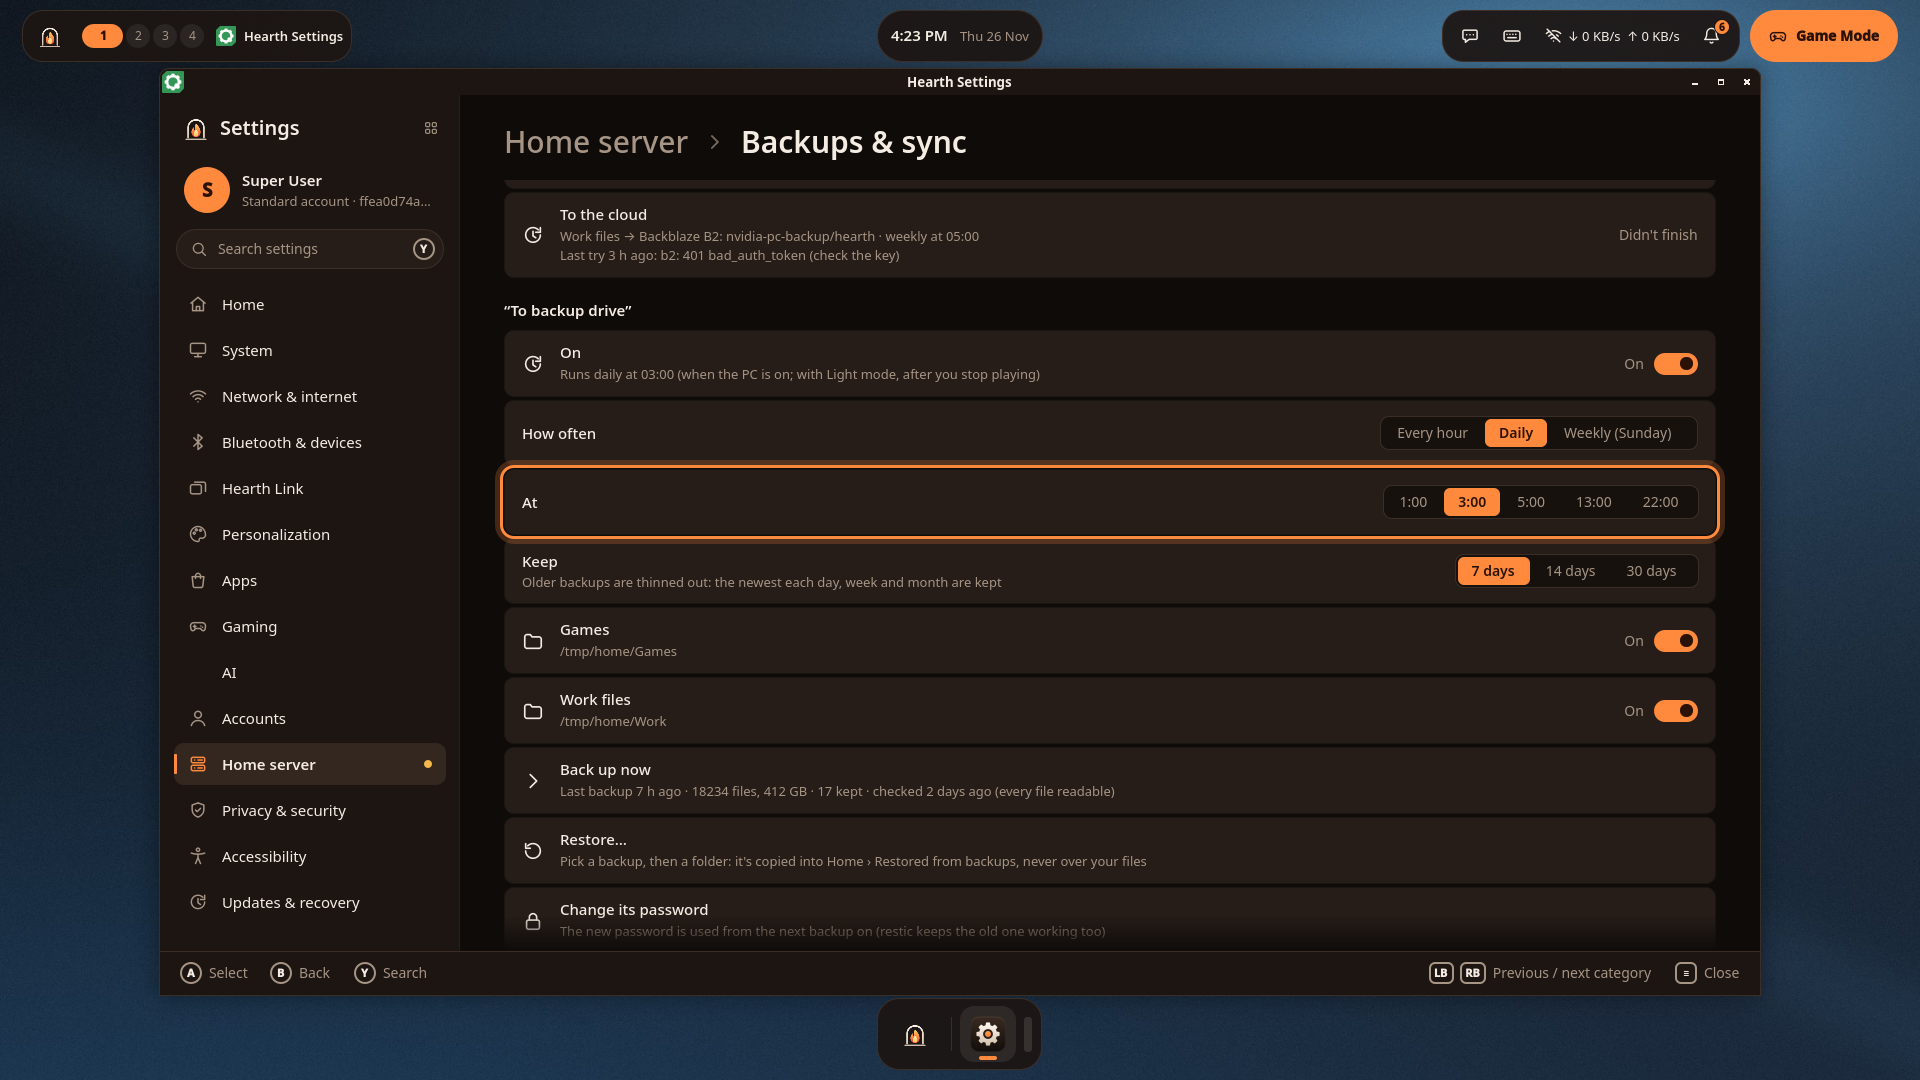 1 2 3 4 Hearth Settings
4:23 PM Thu 26 Nov
↓ 0 KB/s ↑ 0 KB/s
6
Game Mode
Hearth Settings
Settings
S
Super User
Standard account · ffea0d74a...
Search settings Y
Home
System
Network & internet
Bluetooth & devices
Hearth Link
Personalization
Apps
Gaming
AI
Accounts
Home server
Privacy & security
Accessibility
Updates & recovery
Home server > Backups & sync
To the cloud
Work files → Backblaze B2: nvidia-pc-backup/hearth · weekly at 05:00
Last try 3 h ago: b2: 401 bad_auth_token (check the key)
Didn't finish
“To backup drive”
On
Runs daily at 03:00 (when the PC is on; with Light mode, after you stop playing)
On
How often
Every hour Daily Weekly (Sunday)
At
1:00 3:00 5:00 13:00 22:00
Keep
Older backups are thinned out: the newest each day, week and month are kept
7 days 14 days 30 days
Games
/tmp/home/Games
On
Work files
/tmp/home/Work
On
Back up now
Last backup 7 h ago · 18234 files, 412 GB · 17 kept · checked 2 days ago (every file readable)
Restore...
Pick a backup, then a folder: it's copied into Home › Restored from backups, never over your files
Change its password
The new password is used from the next backup on (restic keeps the old one working too)
A Select B Back Y Search
LB RB Previous / next category ≡ Close